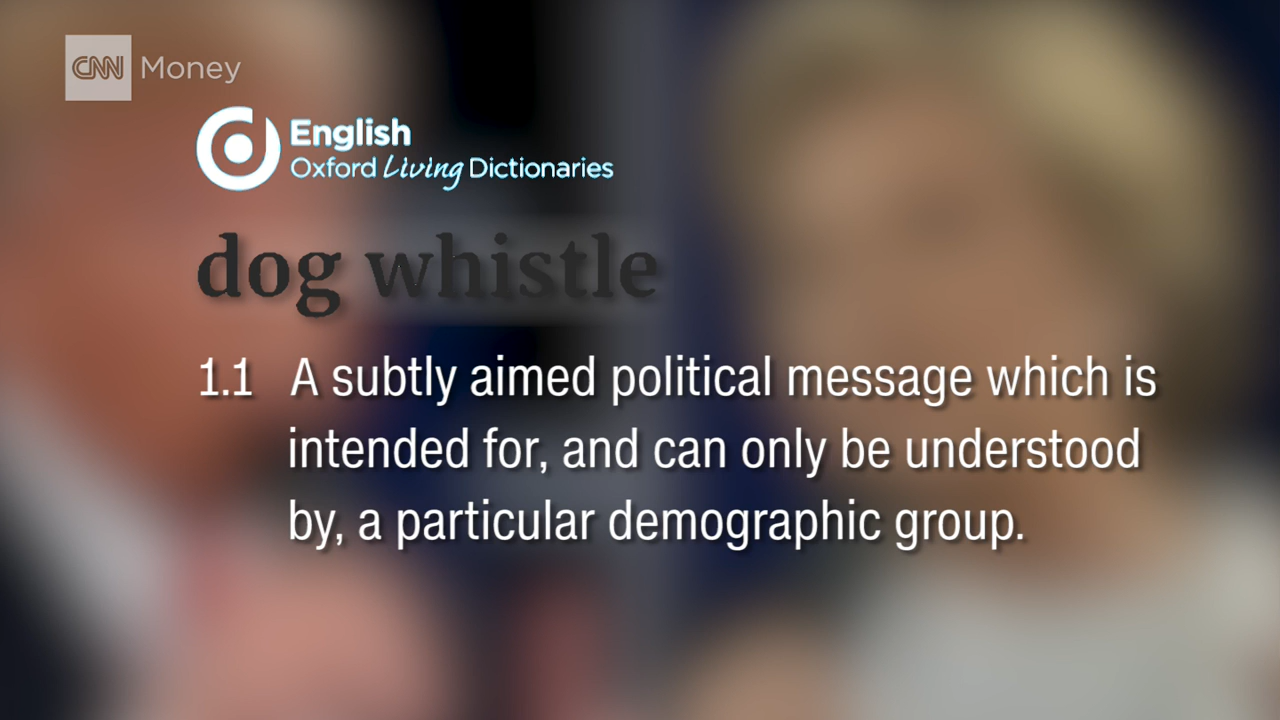 CNN Money
English
Oxford Living Dictionaries
dog whistle
1.1 A subtly aimed political message which is
intended for, and can only be understood
by, a particular demographic group.